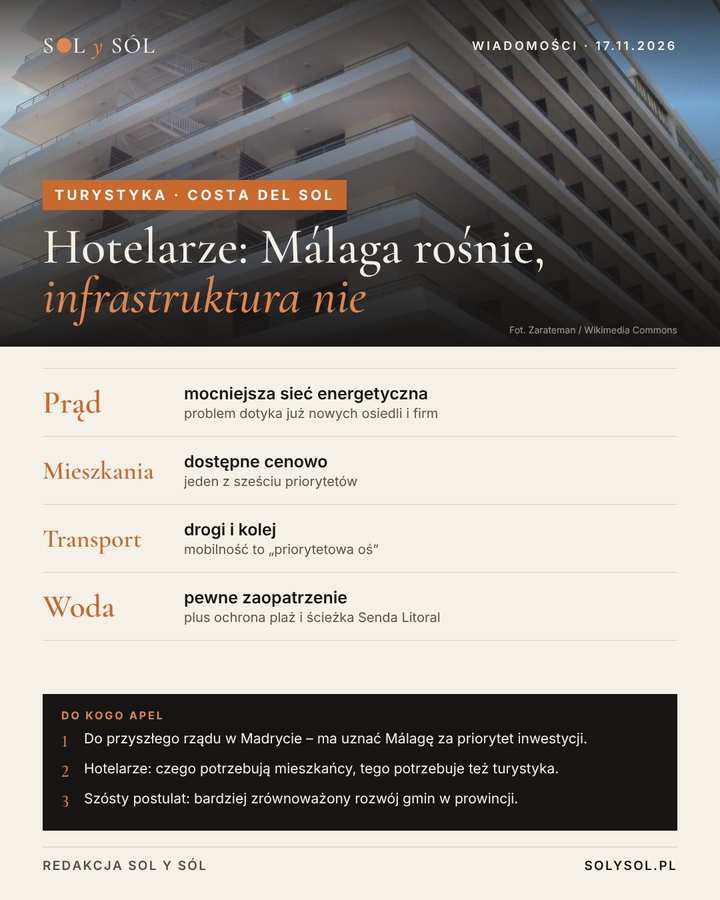 SOL y SÓL
WIADOMOŚCI · 17.11.2026
TURYSTYKA · COSTA DEL SOL
Hotelarze: Málaga rośnie,
infrastruktura nie
Fot. Zarateman / Wikimedia Commons
Prąd
mocniejsza sieć energetyczna
problem dotyka już nowych osiedli i firm
Mieszkania
dostępne cenowo
jeden z sześciu priorytetów
Transport
drogi i kolej
mobilność to „priorytetowa oś”
Woda
pewne zaopatrzenie
plus ochrona plaż i ścieżka Senda Litoral
DO KOGO APEL
1 Do przyszłego rządu w Madrycie – ma uznać Málagę za priorytet inwestycji.
2 Hotelarze: czego potrzebują mieszkańcy, tego potrzebuje też turystyka.
3 Szósty postulat: bardziej zrównoważony rozwój gmin w prowincji.
REDAKCJA SOL Y SÓL
SOLYSOL.PL